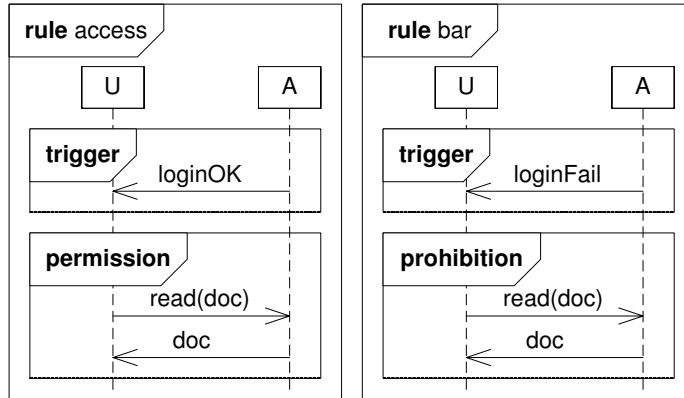 rule access
U
A
trigger
loginOK
permission
read(doc)
doc
rule bar
U
A
trigger
loginFail
prohibition
read(doc)
doc